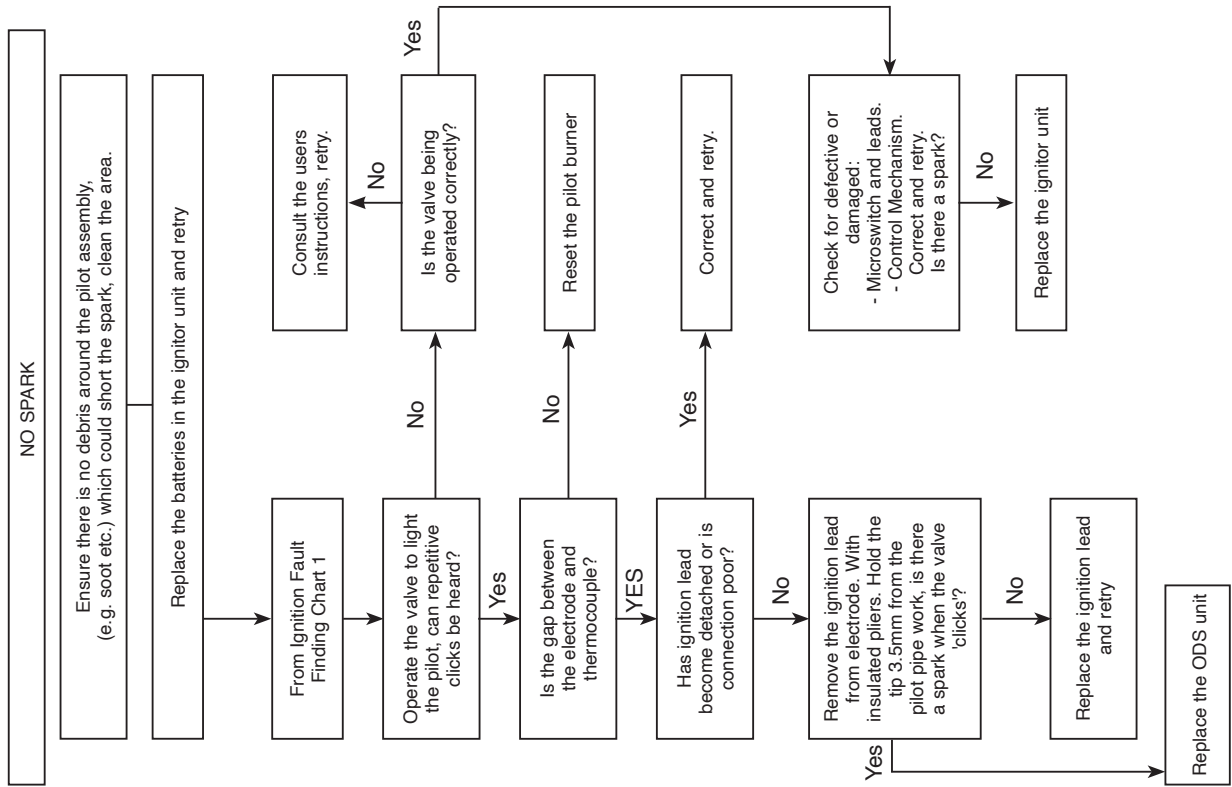 NO SPARK
Ensure there is no debris around the pilot assembly,
(e.g. soot etc.) which could short the spark, clean the area.
Replace the batteries in the ignitor unit and retry
From Ignition Fault
Finding Chart 1
Operate the valve to light
the pilot, can repetitive
clicks be heard?
No
Is the valve being
operated correctly?
No
Consult the users
instructions, retry.
Yes
Yes
Is the gap between
the electrode and
thermocouple?
No
Reset the pilot burner
YES
Has ignition lead
become detached or is
connection poor?
Yes
Correct and retry.
No
Remove the ignition lead
from electrode. With
insulated pliers. Hold the
tip 3.5mm from the
pilot pipe work, is there
a spark when the valve
'clicks'?
Check for defective or
damaged:
- Microswitch and leads.
- Control Mechanism.
Correct and retry.
Is there a spark?
No
Replace the ignitor unit
No
Replace the ignition lead
and retry
Yes
Replace the ODS unit